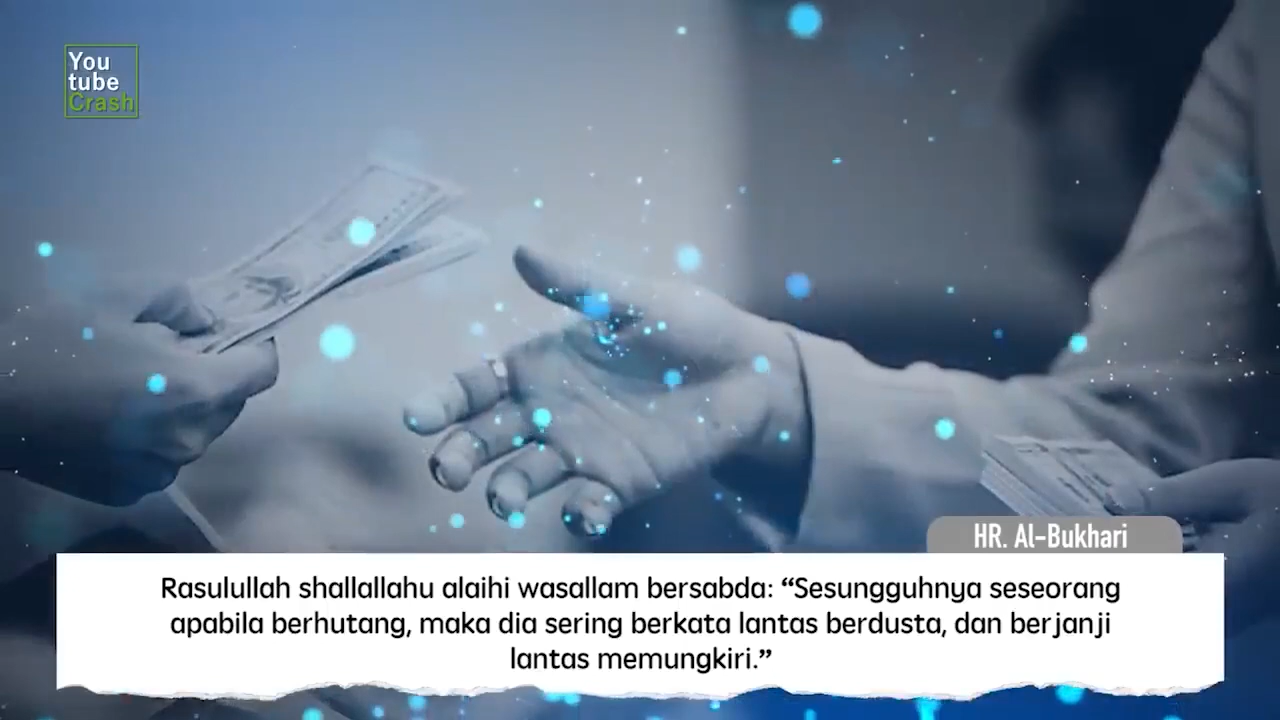 You
tube
Crash
HR. Al-Bukhari
Rasulullah shallallahu alaihi wasallam bersabda: “Sesungguhnya seseorang
apabila berhutang, maka dia sering berkata lantas berdusta, dan berjanji
lantas memungkiri.”